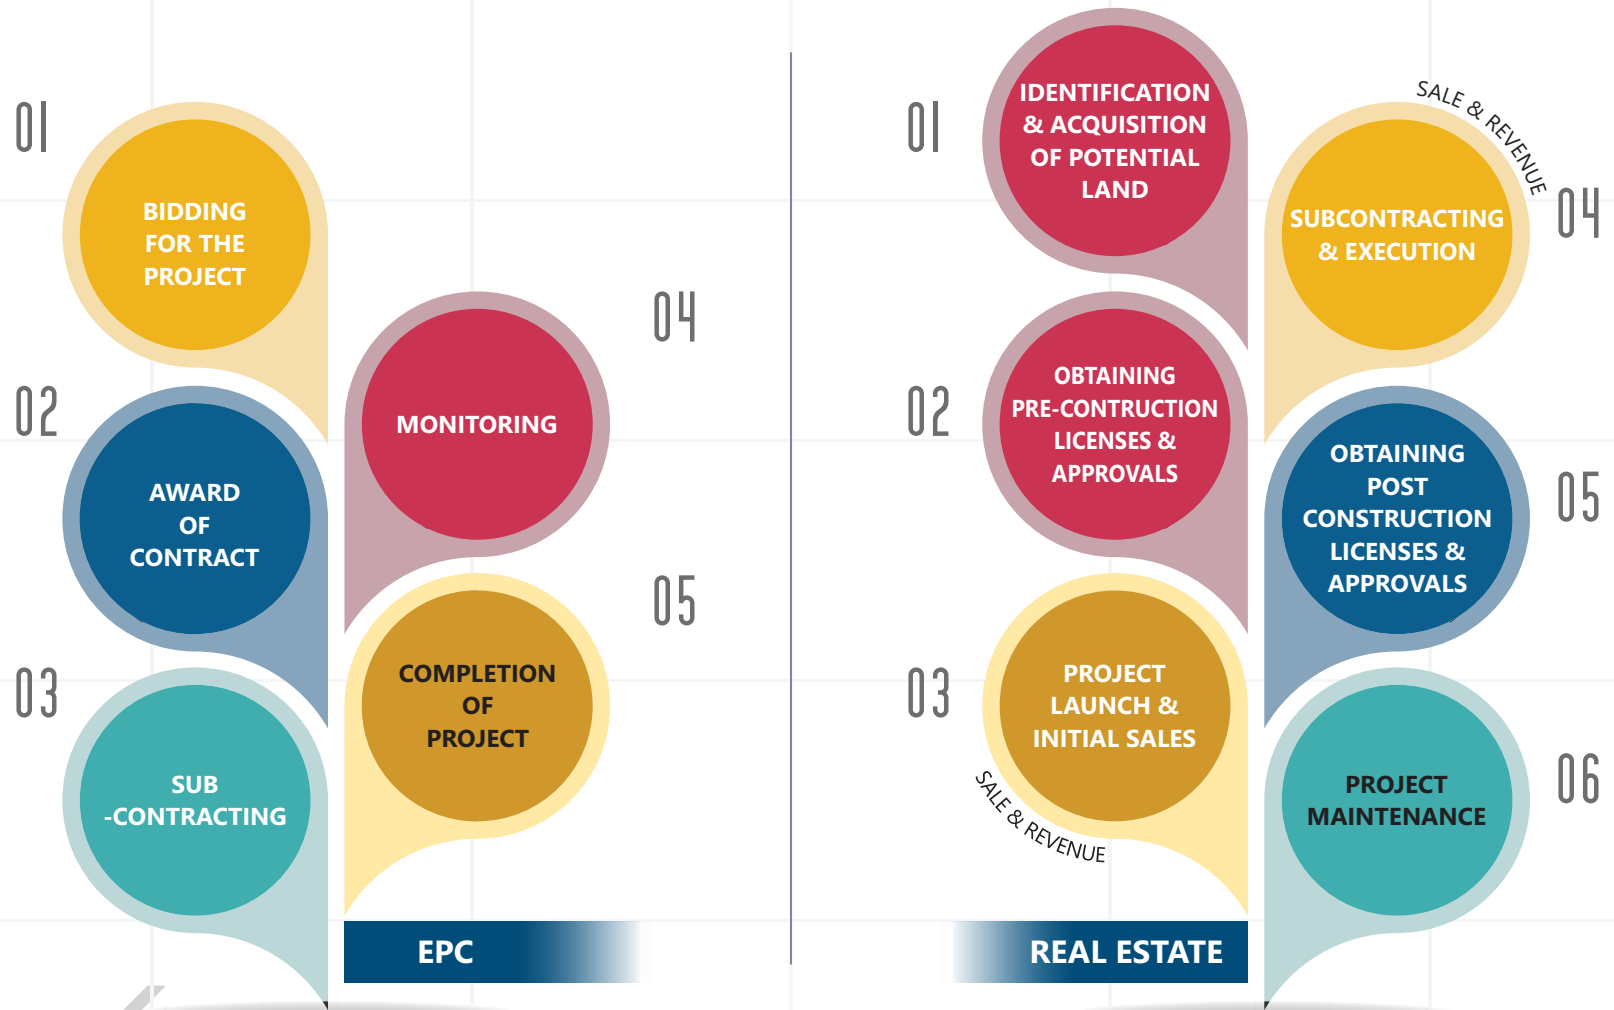 01
BIDDING
FOR THE
PROJECT
02
AWARD
OF
CONTRACT
03
SUB
-CONTRACTING
04
MONITORING
05
COMPLETION
OF
PROJECT
EPC
01
IDENTIFICATION
& ACQUISITION
OF POTENTIAL
LAND
02
OBTAINING
PRE-CONTRUCTION
LICENSES &
APPROVALS
03
PROJECT
LAUNCH &
INITIAL SALES
SALE & REVENUE
SALE & REVENUE
04
SUBCONTRACTING
& EXECUTION
05
OBTAINING
POST
CONSTRUCTION
LICENSES &
APPROVALS
06
PROJECT
MAINTENANCE
REAL ESTATE